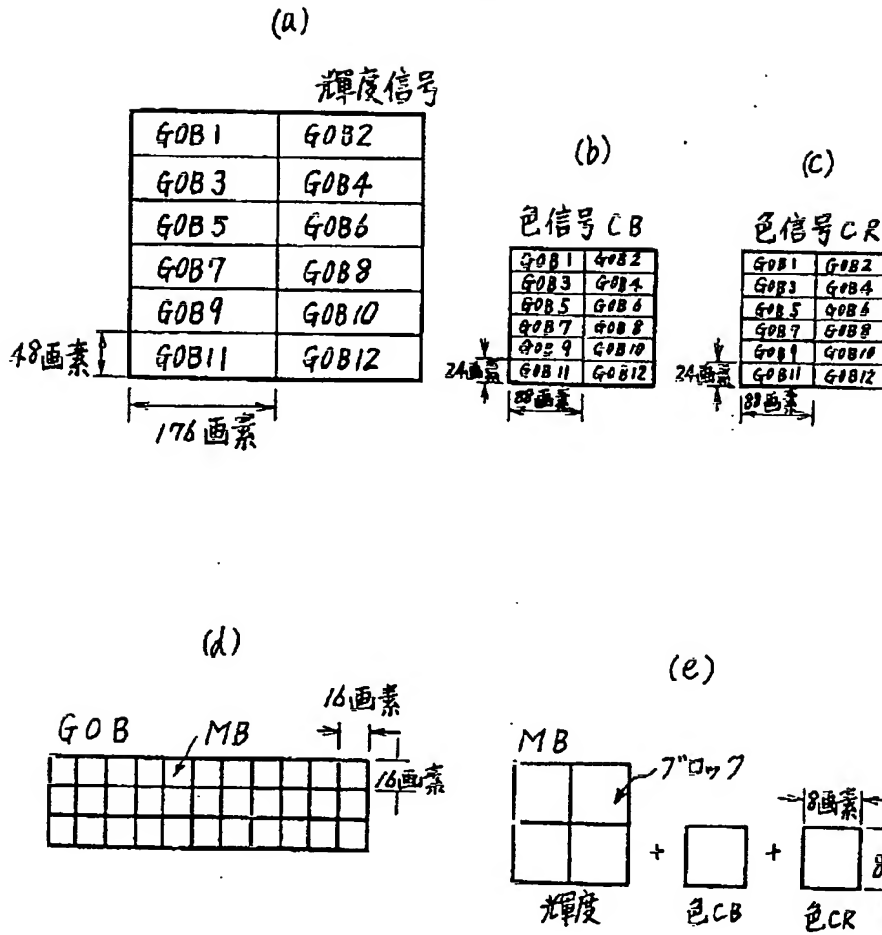 (a)
輝度信号
GOB1 GOB2
GOB3 GOB4
GOB5 GOB6
GOB7 GOB8
GOB9 GOB10
GOB11 GOB12
48画素
176画素
(b)
色信号CB
GOB1 GOB2
GOB3 GOB4
GOB5 GOB6
GOB7 GOB8
GOB9 GOB10
GOB11 GOB12
24画素
88画素
(c)
色信号CR
GOB1 GOB2
GOB3 GOB4
GOB5 GOB6
GOB7 GOB8
GOB9 GOB10
GOB11 GOB12
24画素
88画素
(d)
16画素
GOB MB
16画素
(e)
MB
ブロック
8画素
+ +
8
輝度 色CB 色CR